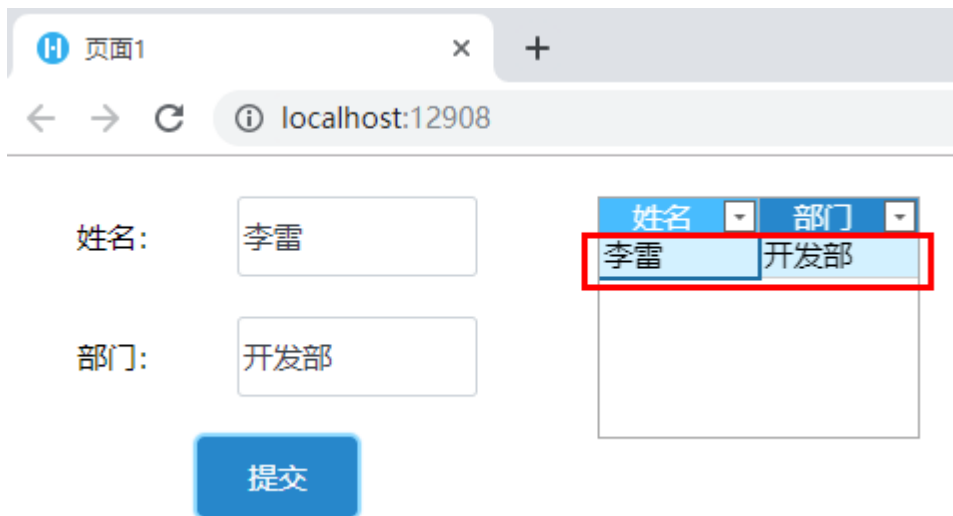 页面1
localhost:12908
姓名: 李雷
部门: 开发部
提交
姓名 部门
李雷 开发部